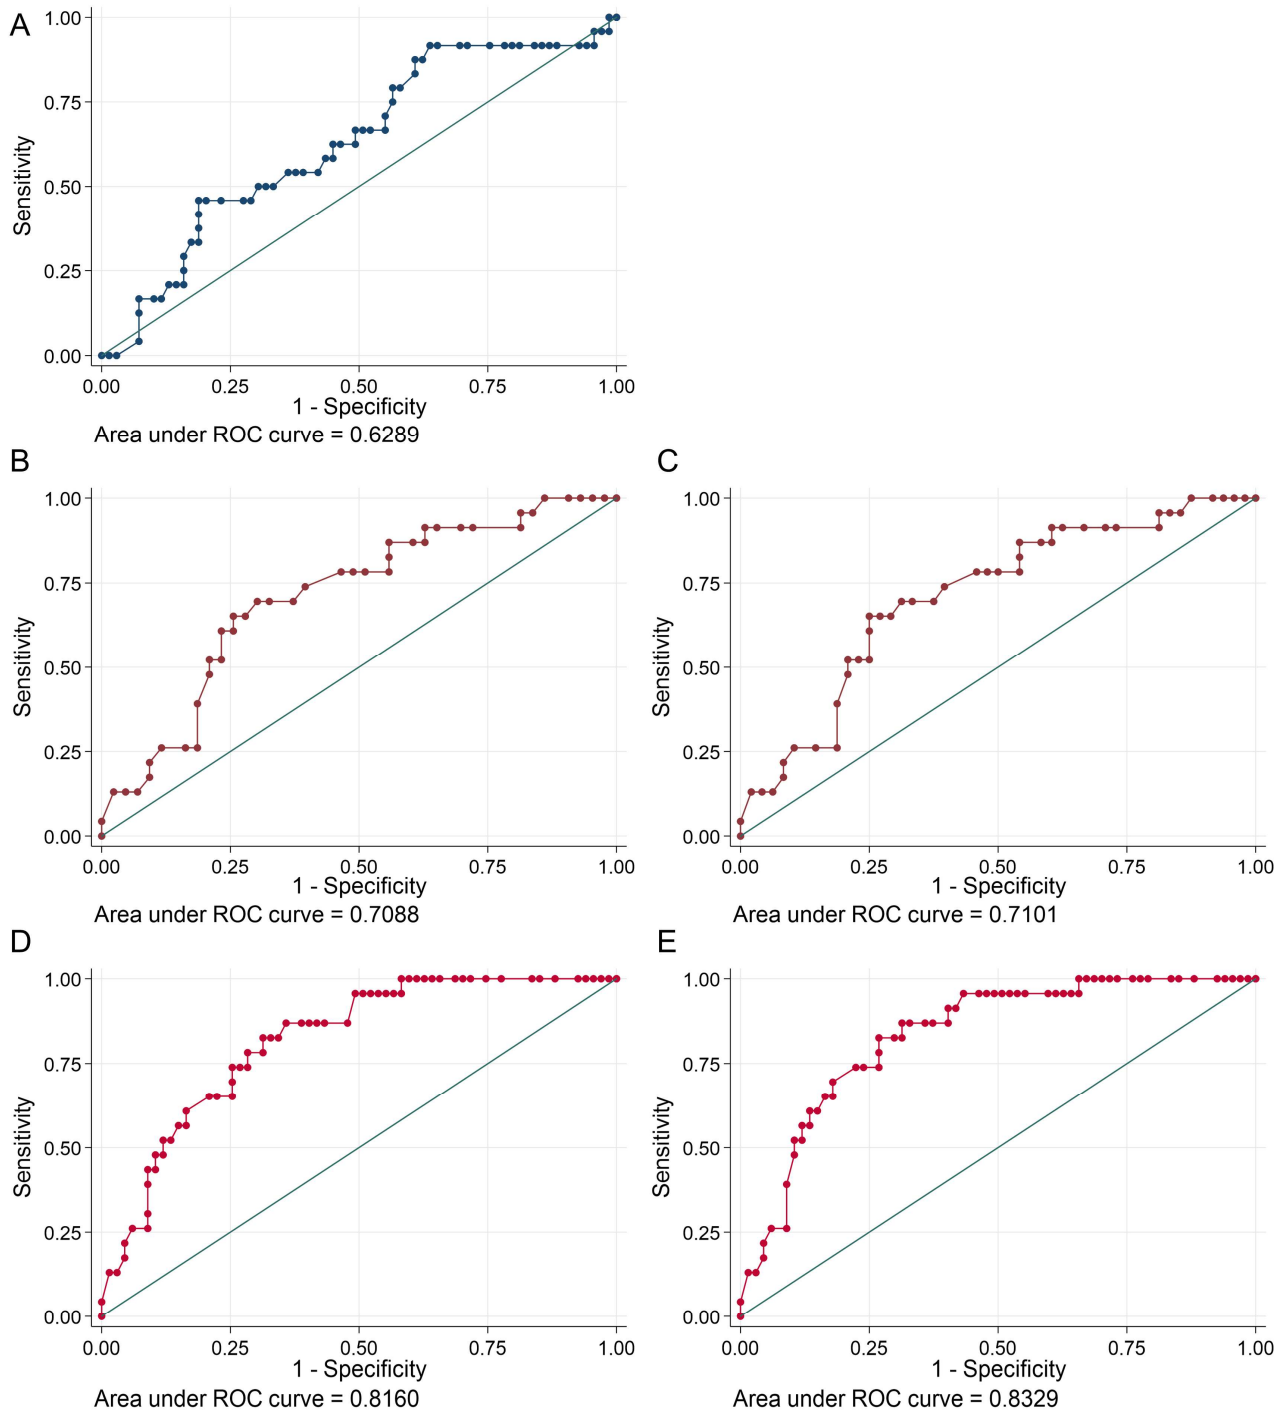 A
Sensitivity
1.00
0.75
0.50
0.25
0.00
0.00 0.25 0.50 0.75 1.00
1 - Specificity
Area under ROC curve = 0.6289
B
Sensitivity
1.00
0.75
0.50
0.25
0.00
0.00 0.25 0.50 0.75 1.00
1 - Specificity
Area under ROC curve = 0.7088
C
Sensitivity
1.00
0.75
0.50
0.25
0.00
0.00 0.25 0.50 0.75 1.00
1 - Specificity
Area under ROC curve = 0.7101
D
Sensitivity
1.00
0.75
0.50
0.25
0.00
0.00 0.25 0.50 0.75 1.00
1 - Specificity
Area under ROC curve = 0.8160
E
Sensitivity
1.00
0.75
0.50
0.25
0.00
0.00 0.25 0.50 0.75 1.00
1 - Specificity
Area under ROC curve = 0.8329